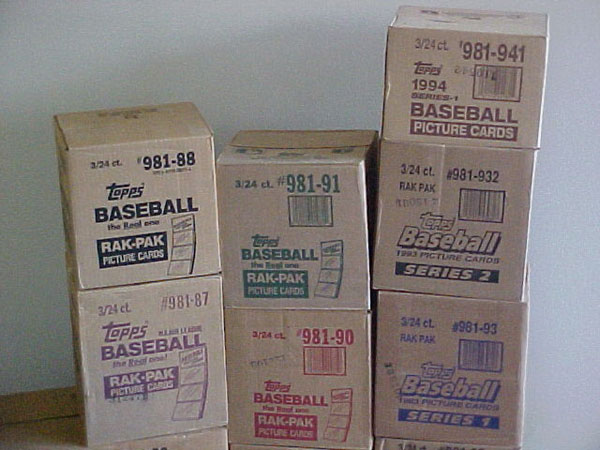 3/24 ct. #981-88
Topps
BASEBALL
the Real one
RAK-PAK
PICTURE CARDS
3/24 ct. #981-87
Topps
MAJOR LEAGUE
BASEBALL
the Real one!
RAK-PAK
PICTURE CARDS
3/24 ct. #981-91
Topps
BASEBALL
the Real one
RAK-PAK
PICTURE CARDS
3/24 ct. #981-90
Topps
BASEBALL
the Real One
RAK-PAK
PICTURE CARDS
3/24 ct. #981-941
Topps
1994
SERIES-1
BASEBALL
PICTURE CARDS
3/24 ct. #981-932
RAK PAK
Topps
Baseball
1993 PICTURE CARDS
SERIES 2
3/24 ct. #981-93
RAK PAK
Topps
Baseball
1993 PICTURE CARDS
SERIES 1